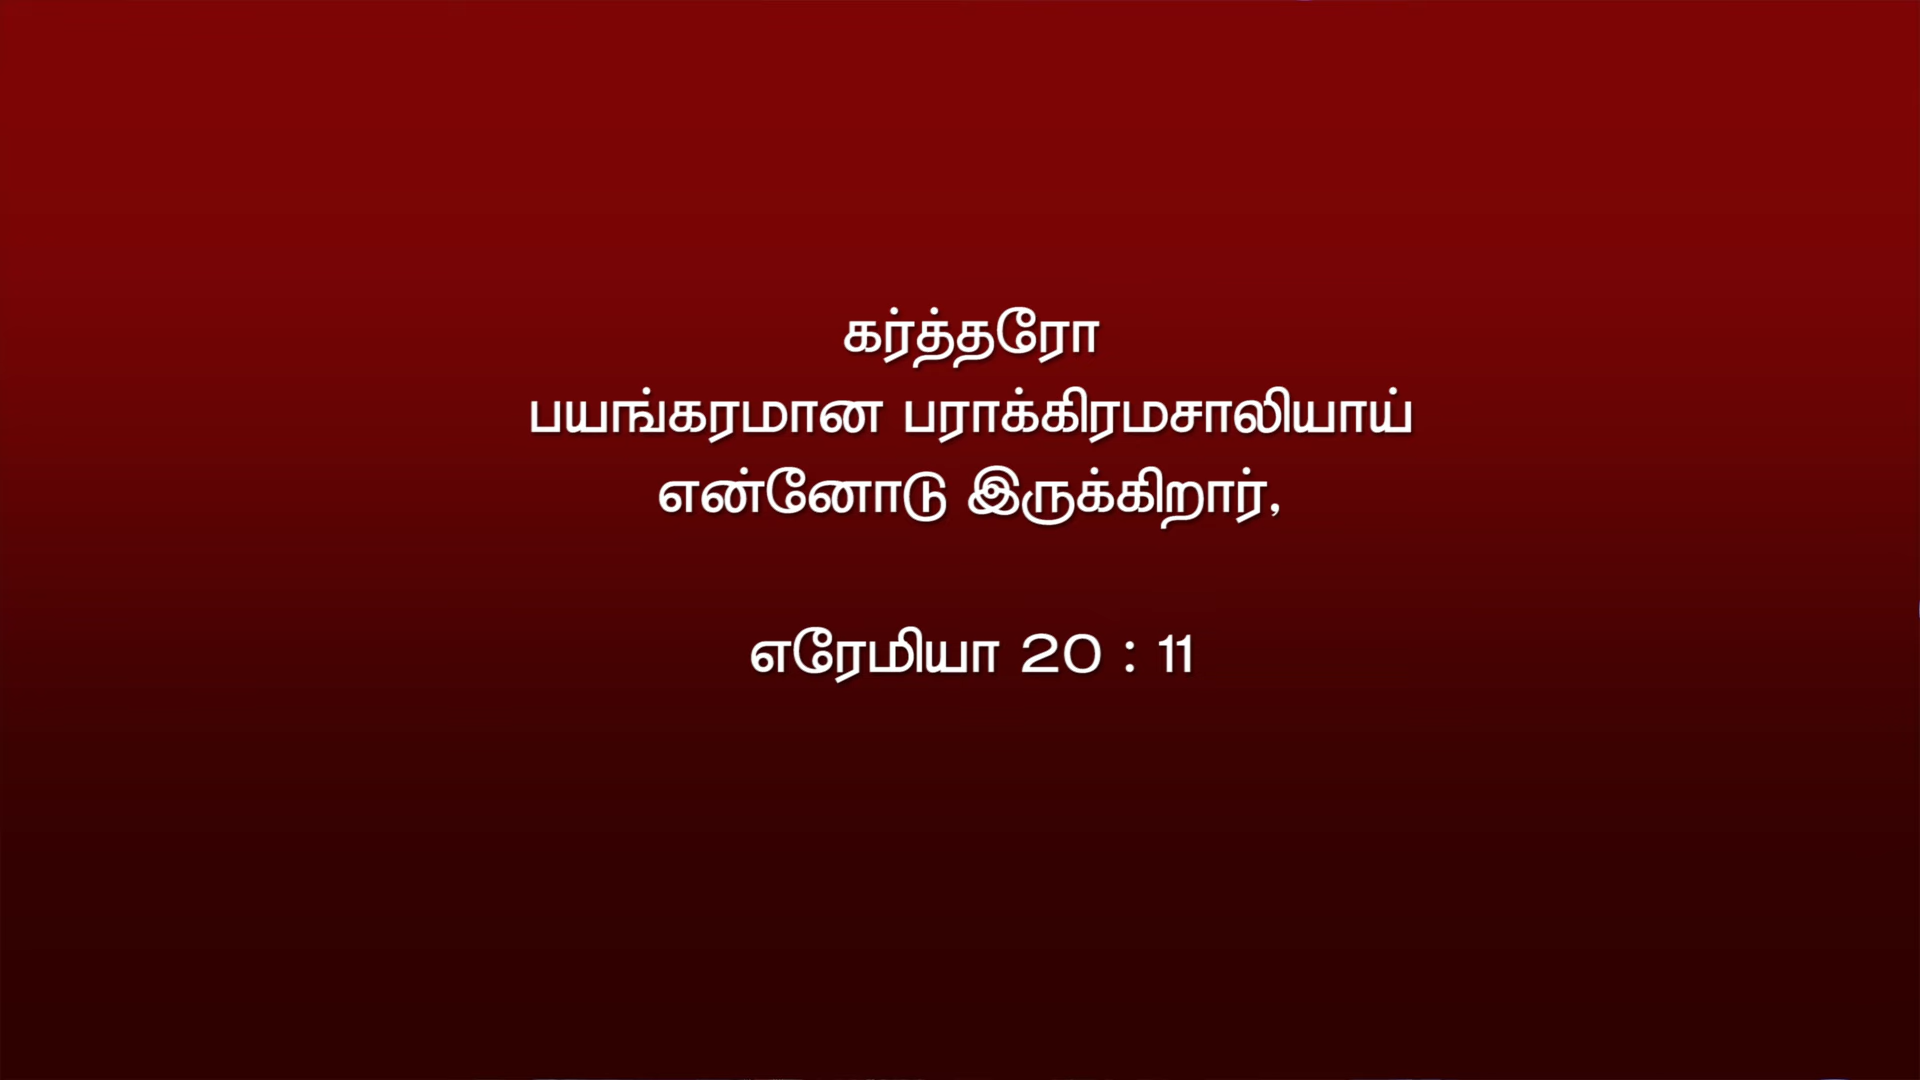 கர்த்தரோ
பயங்கரமான பராக்கிரமசாலியாய்
என்னோடு இருக்கிறார்,
எரேமியா 20 : 11